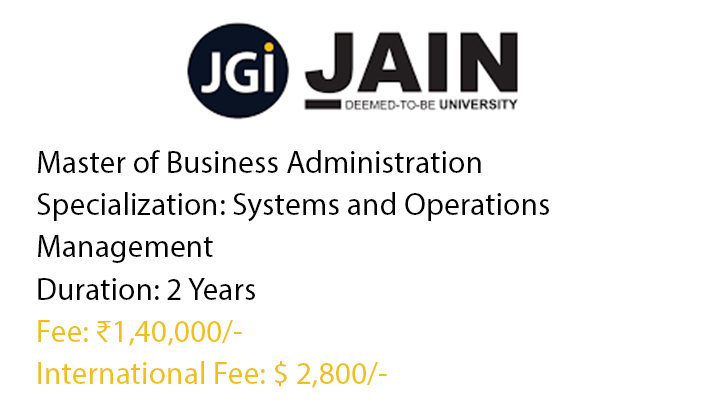 JGi JAIN
DEEMED-TO-BE UNIVERSITY
Master of Business Administration
Specialization: Systems and Operations
Management
Duration: 2 Years
Fee: ₹1,40,000/-
International Fee: $ 2,800/-